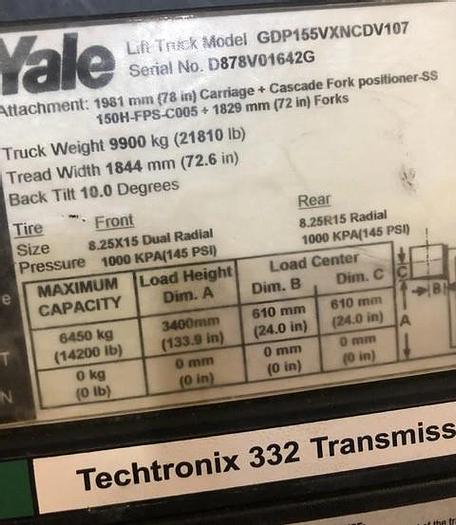 Yale
Lift Truck Model GDP155VXNCDV107
Serial No. D878V01642G
Attachment: 1981 mm (78 in) Carriage + Cascade Fork positioner-SS
150H-FPS-C005 + 1829 mm (72 in) Forks
Truck Weight 9900 kg (21810 lb)
Tread Width 1844 mm (72.6 in)
Back Tilt 10.0 Degrees
Tire Front Rear
Size 8.25X15 Dual Radial 8.25R15 Radial
Pressure 1000 KPA(145 PSI) 1000 KPA(145 PSI)
MAXIMUM CAPACITY Load Height Dim. A Load Center Dim. B Dim. C
6450 kg (14200 lb) 3400mm (133.9 in) 610 mm (24.0 in) 610 mm (24.0 in)
0 kg (0 lb) 0 mm (0 in) 0 mm (0 in) 0 mm (0 in)
C
B
A
e
T
N
Techtronix 332 Transmiss